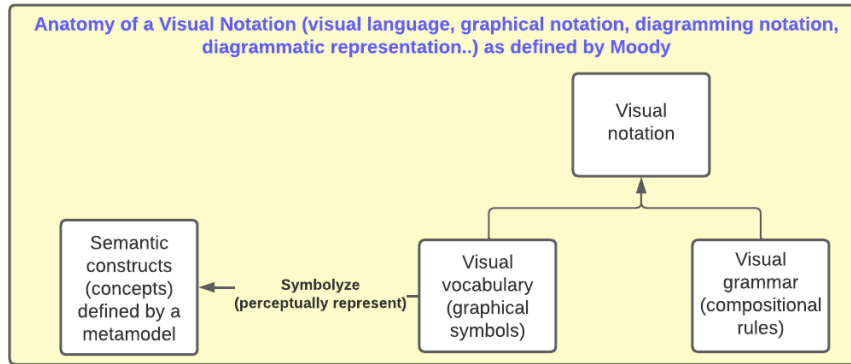 Anatomy of a Visual Notation (visual language, graphical notation, diagramming notation,
diagrammatic representation..) as defined by Moody
Visual
notation
Semantic
constructs
(concepts)
defined by a
metamodel
Symbolyze
(perceptually represent)
Visual
vocabulary
(graphical
symbols)
Visual
grammar
(compositional
rules)